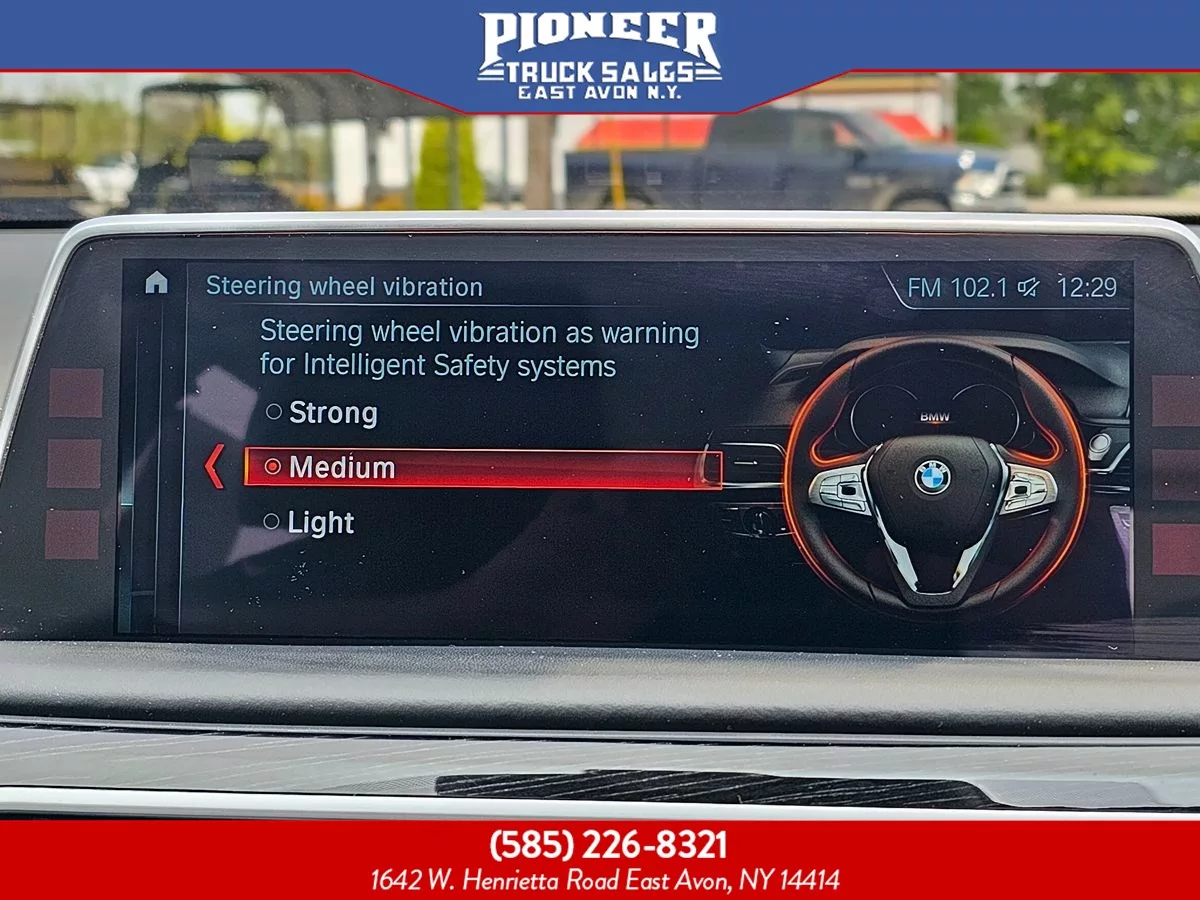 PIONEER
TRUCK SALES
EAST AVON N.Y.
Steering wheel vibration
FM 102.1 12:29
Steering wheel vibration as warning
for Intelligent Safety systems
Strong
Medium
Light
BMW
BMW
(585) 226-8321
1642 W. Henrietta Road East Avon, NY 14414